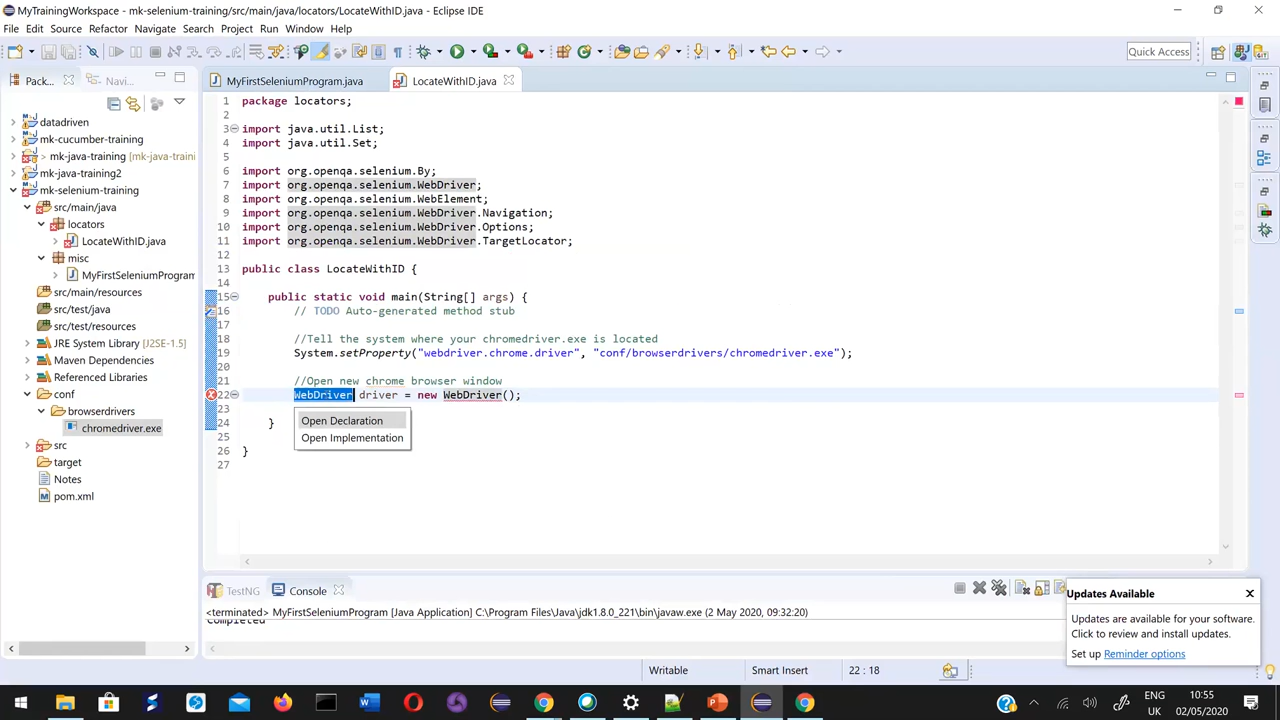 MyTrainingWorkspace - mk-selenium-training/src/main/java/locators/LocateWithID.java - Eclipse IDE
File Edit Source Refactor Navigate Search Project Run Window Help
Quick Access
Pack... Navi...
MyFirstSeleniumProgram.java
LocateWithID.java
datadriven
mk-cucumber-training
> mk-java-training [mk-java-traini
mk-java-training2
mk-selenium-training
src/main/java
locators
LocateWithID.java
misc
MyFirstSeleniumProgram
src/main/resources
src/test/java
src/test/resources
JRE System Library [J2SE-1.5]
Maven Dependencies
Referenced Libraries
conf
browserdrivers
chromedriver.exe
src
target
Notes
pom.xml
1 package locators;
2
3 import java.util.List;
4 import java.util.Set;
5
6 import org.openqa.selenium.By;
7 import org.openqa.selenium.WebDriver;
8 import org.openqa.selenium.WebElement;
9 import org.openqa.selenium.WebDriver.Navigation;
10 import org.openqa.selenium.WebDriver.Options;
11 import org.openqa.selenium.WebDriver.TargetLocator;
12
13 public class LocateWithID {
14
15 public static void main(String[] args) {
16 // TODO Auto-generated method stub
17
18 //Tell the system where your chromedriver.exe is located
19 System.setProperty("webdriver.chrome.driver", "conf/browserdrivers/chromedriver.exe");
20
21 //Open new chrome browser window
22 WebDriver driver = new WebDriver();
23
Open Declaration
24 }
Open Implementation
25
26 }
27
TestNG Console
<terminated> MyFirstSeleniumProgram [Java Application] C:\Program Files\Java\jdk1.8.0_221\bin\javaw.exe (2 May 2020, 09:32:20)
Completed
Updates Available
Updates are available for your software.
Click to review and install updates.
Set up Reminder options
Writable Smart Insert 22 : 18
ENG
UK
10:55
02/05/2020